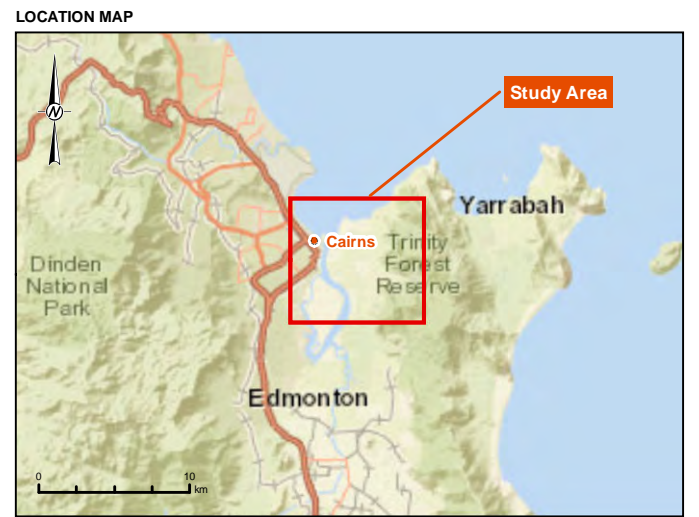 LOCATION MAP
N
Study Area
Yarrabah
Cairns
Trinity
Forest
Reserve
Dinden
National
Park
Edmonton
0 10
km